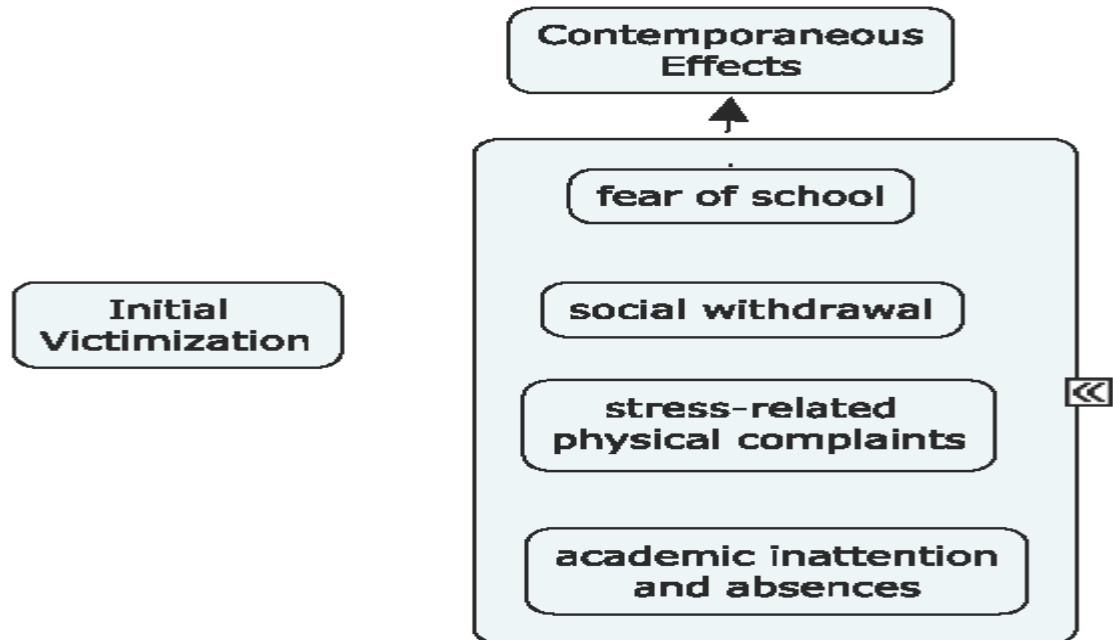 Contemporaneous
Effects
fear of school
Initial
Victimization
social withdrawal
stress-related
physical complaints
academic inattention
and absences